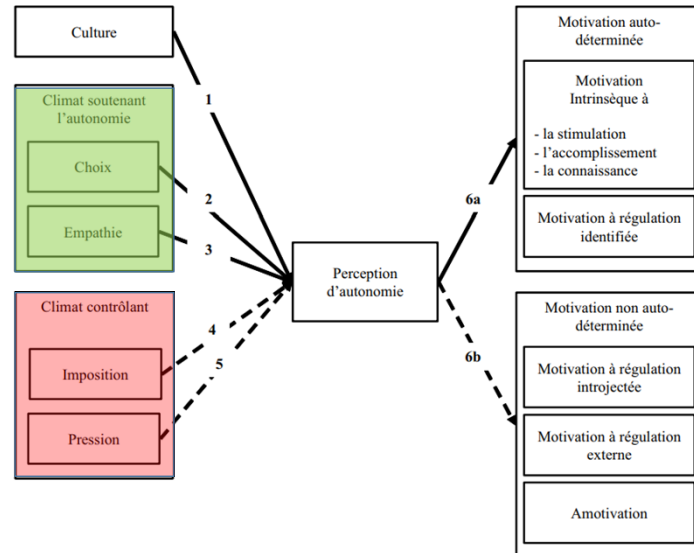 Culture
Climat soutenant
l'autonomie
Choix
Empathie
Climat contrôlant
Imposition
Pression
1
2
3
4
5
Perception
d'autonomie
6a
6b
Motivation auto-
déterminée
Motivation
Intrinsèque à
- la stimulation
- l'accomplissement
- la connaissance
Motivation à régulation
identifiée
Motivation non auto-
déterminée
Motivation à régulation
introjectée
Motivation à régulation
externe
Amotivation